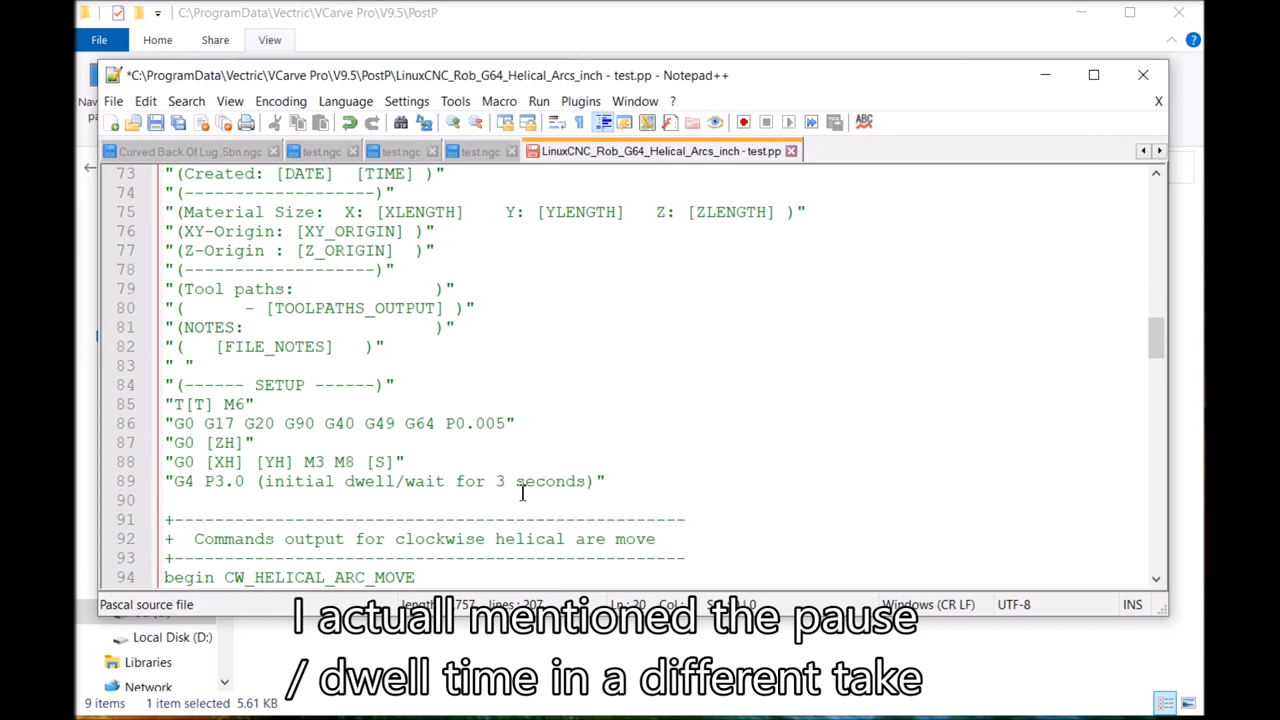 C:\ProgramData\Vectric\VCarve Pro\V9.5\PostP
File Home Share View
*C:\ProgramData\Vectric\VCarve Pro\V9.5\PostP\LinuxCNC_Rob_G64_Helical_Arcs_inch - test.pp - Notepad++
File Edit Search View Encoding Language Settings Tools Macro Run Plugins Window ? X
Curved Back Of Lug .5bn.ngc test.ngc test.ngc test.ngc LinuxCNC_Rob_G64_Helical_Arcs_inch - test.pp
73 "(Created: [DATE] [TIME] )"
74 "(-------------------)"
75 "(Material Size: X: [XLENGTH] Y: [YLENGTH] Z: [ZLENGTH] )"
76 "(XY-Origin: [XY_ORIGIN] )"
77 "(Z-Origin : [Z_ORIGIN] )"
78 "(-------------------)"
79 "(Tool paths: )"
80 "( - [TOOLPATHS_OUTPUT] )"
81 "(NOTES: )"
82 "( [FILE_NOTES] )"
83 " "
84 "(------ SETUP ------)"
85 "T[T] M6"
86 "G0 G17 G20 G90 G40 G49 G64 P0.005"
87 "G0 [ZH]"
88 "G0 [XH] [YH] M3 M8 [S]"
89 "G4 P3.0 (initial dwell/wait for 3 seconds)"
90
91 +---------------------------------------------------
92 + Commands output for clockwise helical are move
93 +---------------------------------------------------
94 begin CW_HELICAL_ARC_MOVE
Pascal source file lines: 207 Ln: 20 Windows (CR LF) UTF-8 INS
I actuall mentioned the pause
/ dwell time in a different take
Local Disk (D:)
Libraries
Network
9 items 1 item selected 5.61 KB